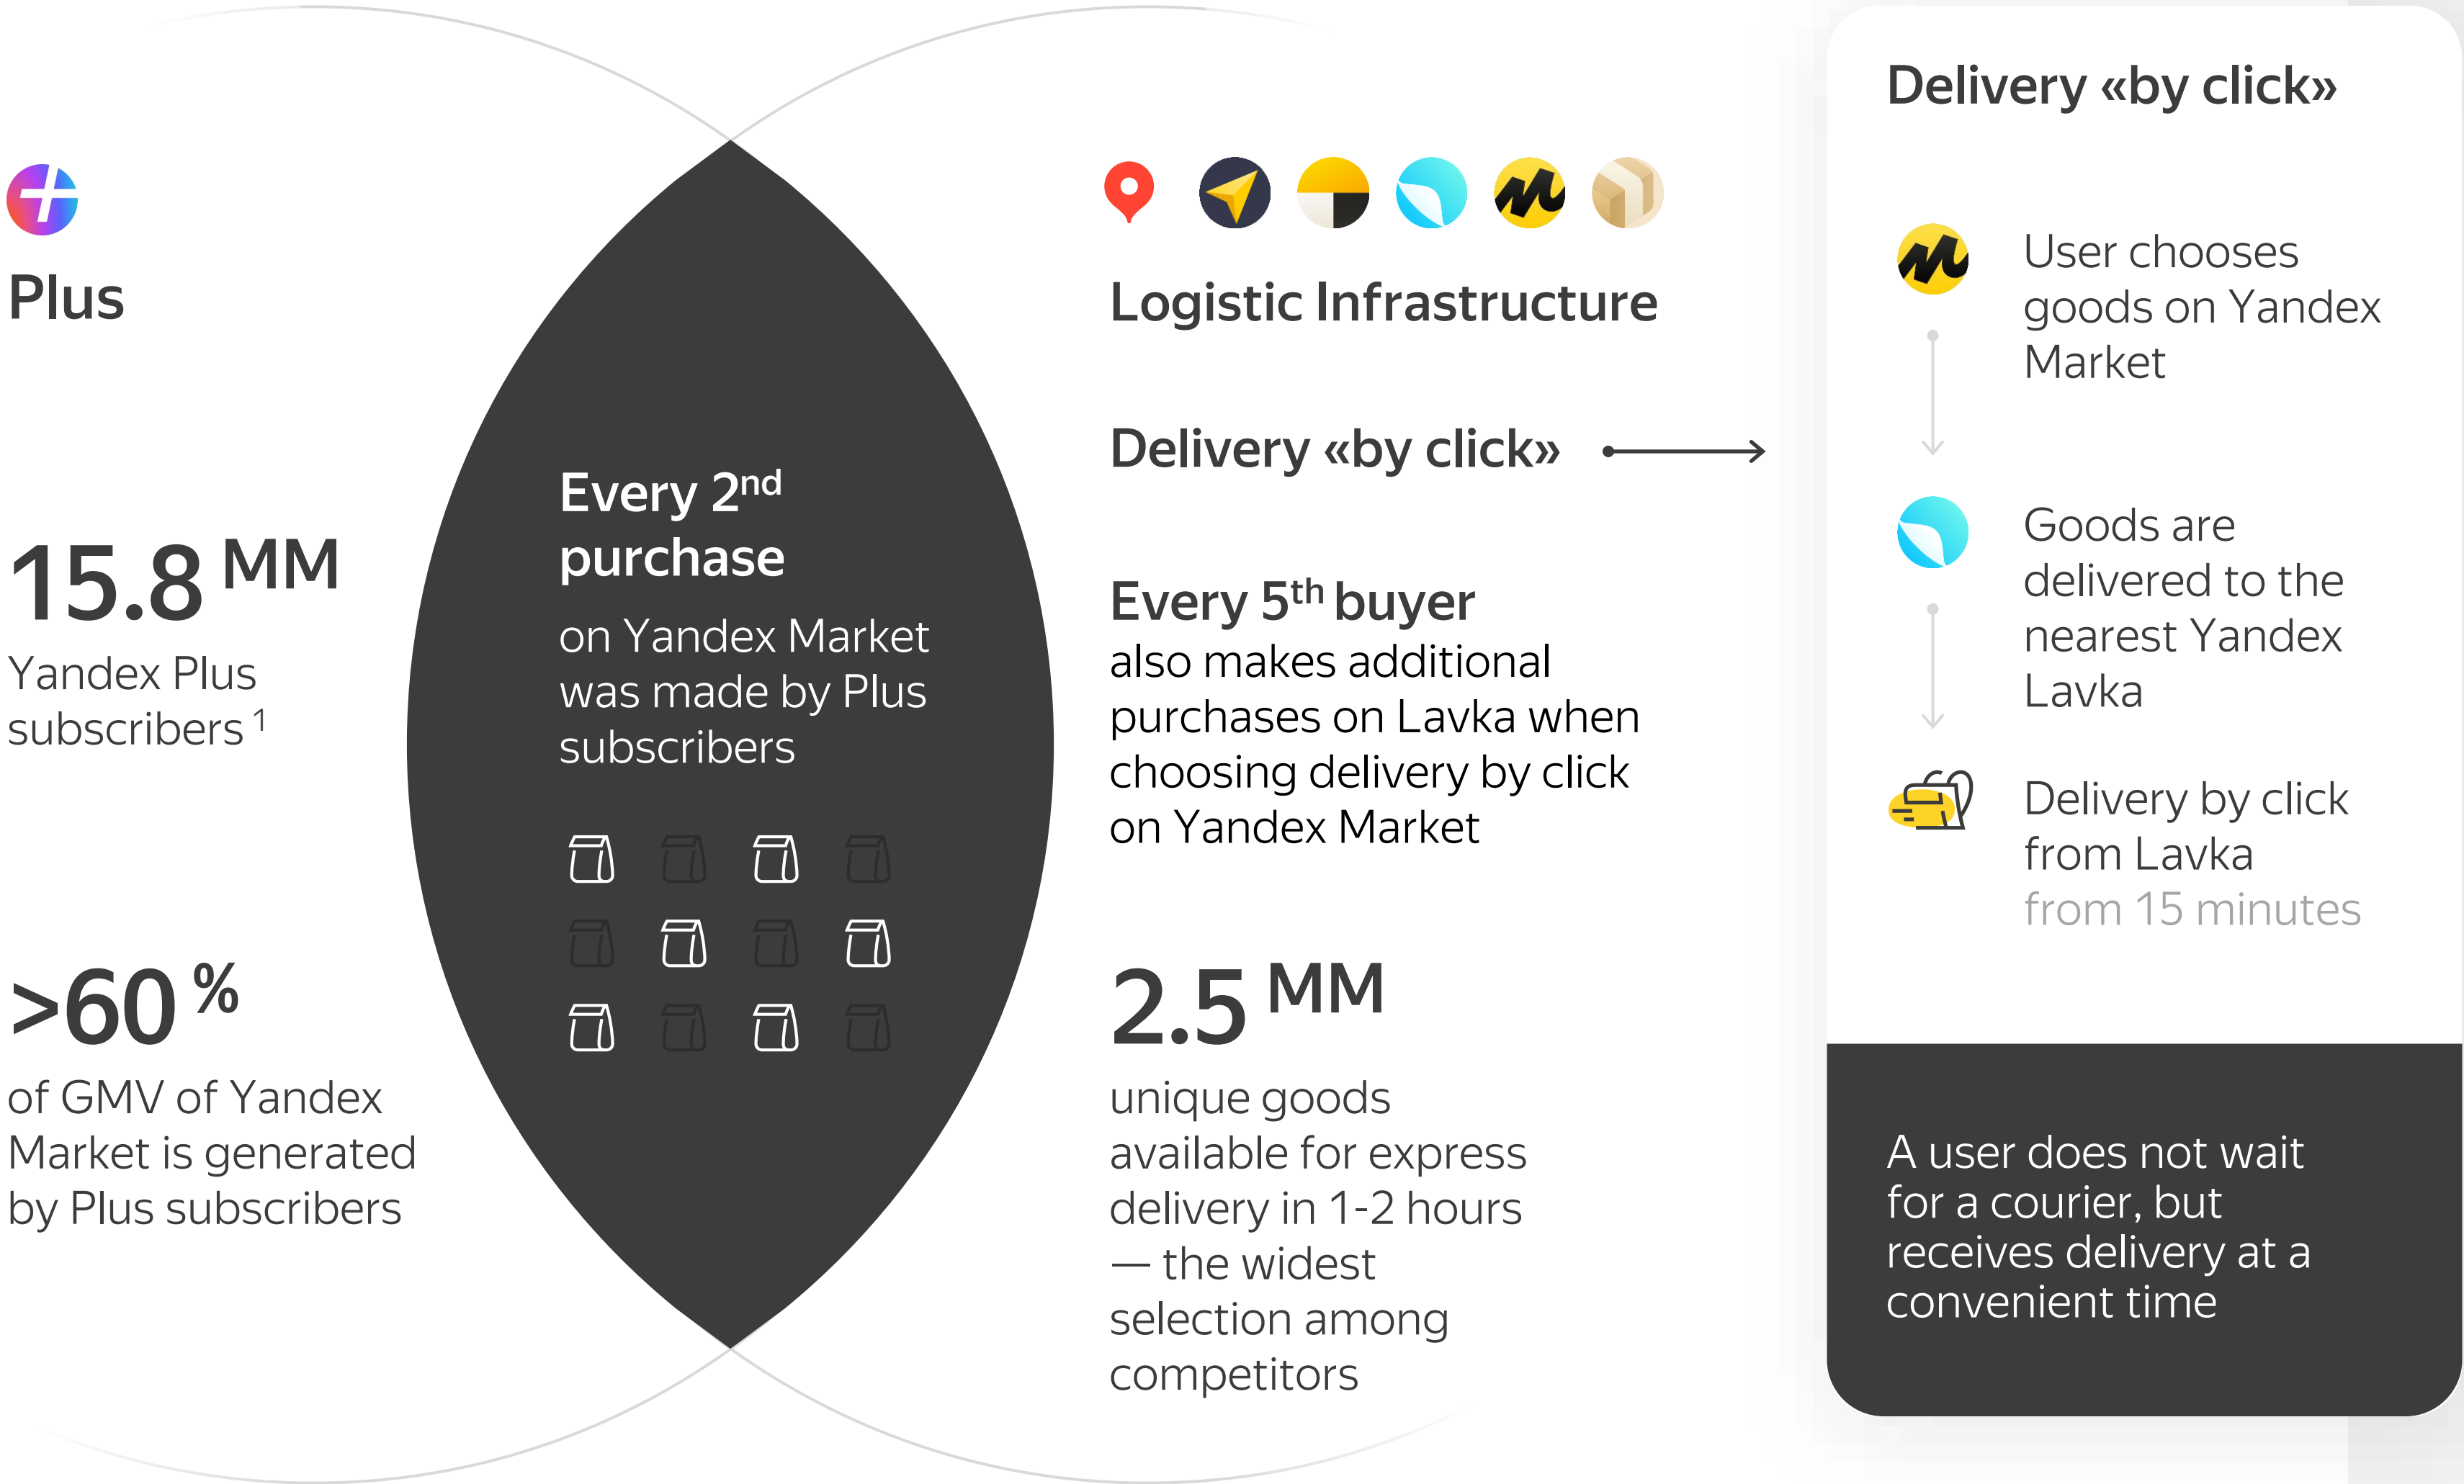 Plus
15.8 MM
Yandex Plus
subscribers 1
>60 %
of GMV of Yandex
Market is generated
by Plus subscribers
Every 2nd
purchase
on Yandex Market
was made by Plus
subscribers
Logistic Infrastructure
Delivery «by click»
Every 5th buyer
also makes additional
purchases on Lavka when
choosing delivery by click
on Yandex Market
2.5 MM
unique goods
available for express
delivery in 1-2 hours
— the widest
selection among
competitors
Delivery «by click»
User chooses
goods on Yandex
Market
Goods are
delivered to the
nearest Yandex
Lavka
Delivery by click
from Lavka
from 15 minutes
A user does not wait
for a courier, but
receives delivery at a
convenient time